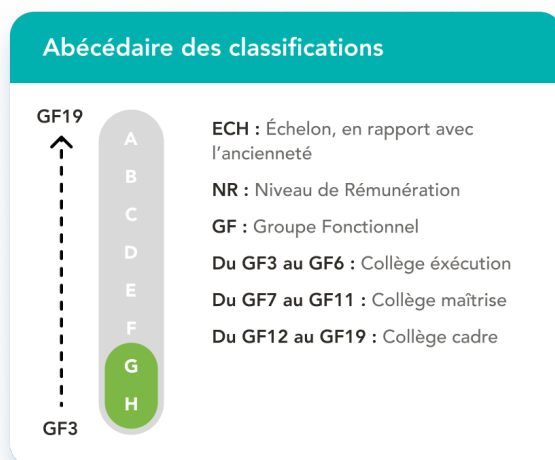 Abécédaire des classifications
GF19
A
B
C
D
E
F
G
H
GF3
ECH : Échelon, en rapport avec
l'ancienneté
NR : Niveau de Rémunération
GF : Groupe Fonctionnel
Du GF3 au GF6 : Collège éxécution
Du GF7 au GF11 : Collège maîtrise
Du GF12 au GF19 : Collège cadre